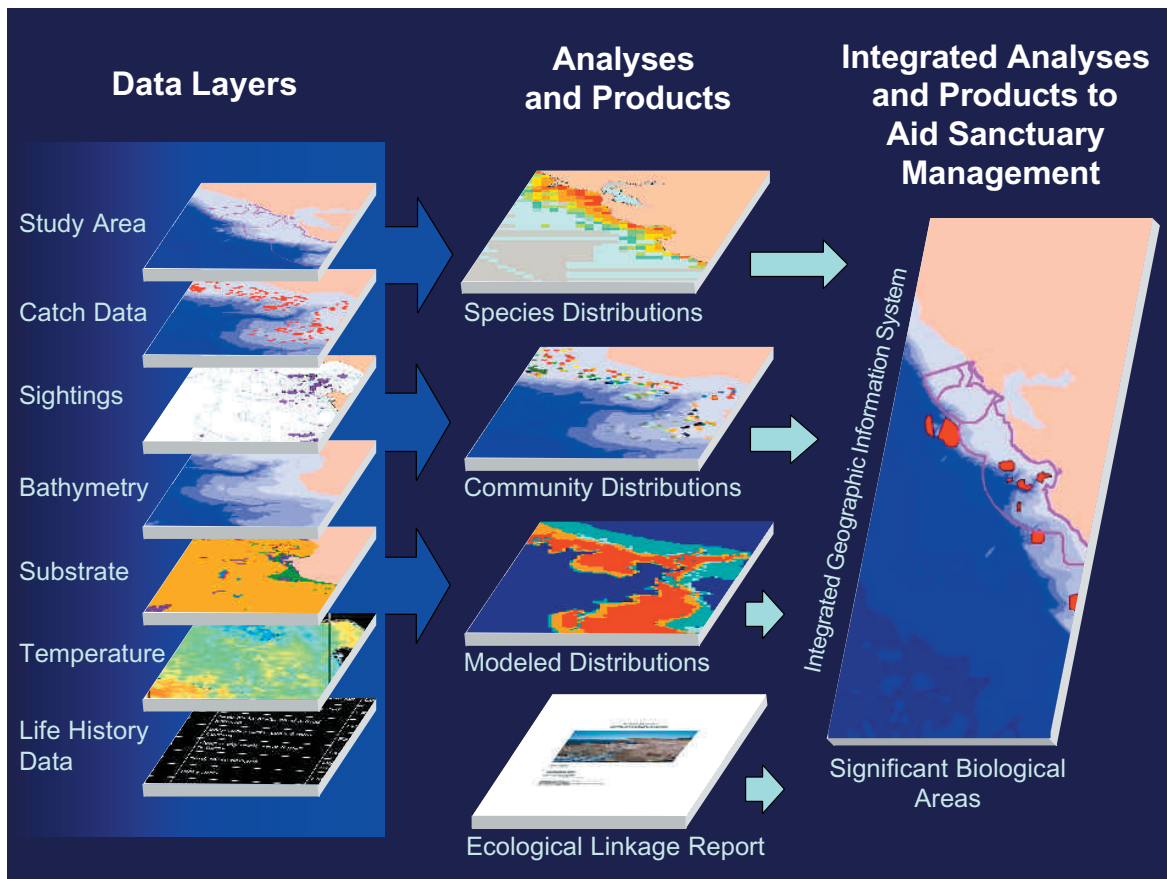 Data Layers
Study Area
Catch Data
Sightings
Bathymetry
Substrate
Temperature
Life History
Data
Analyses
and Products
Species Distributions
Community Distributions
Modeled Distributions
Ecological Linkage Report
Integrated Analyses
and Products to
Aid Sanctuary
Management
Integrated Geographic Information System
Significant Biological
Areas